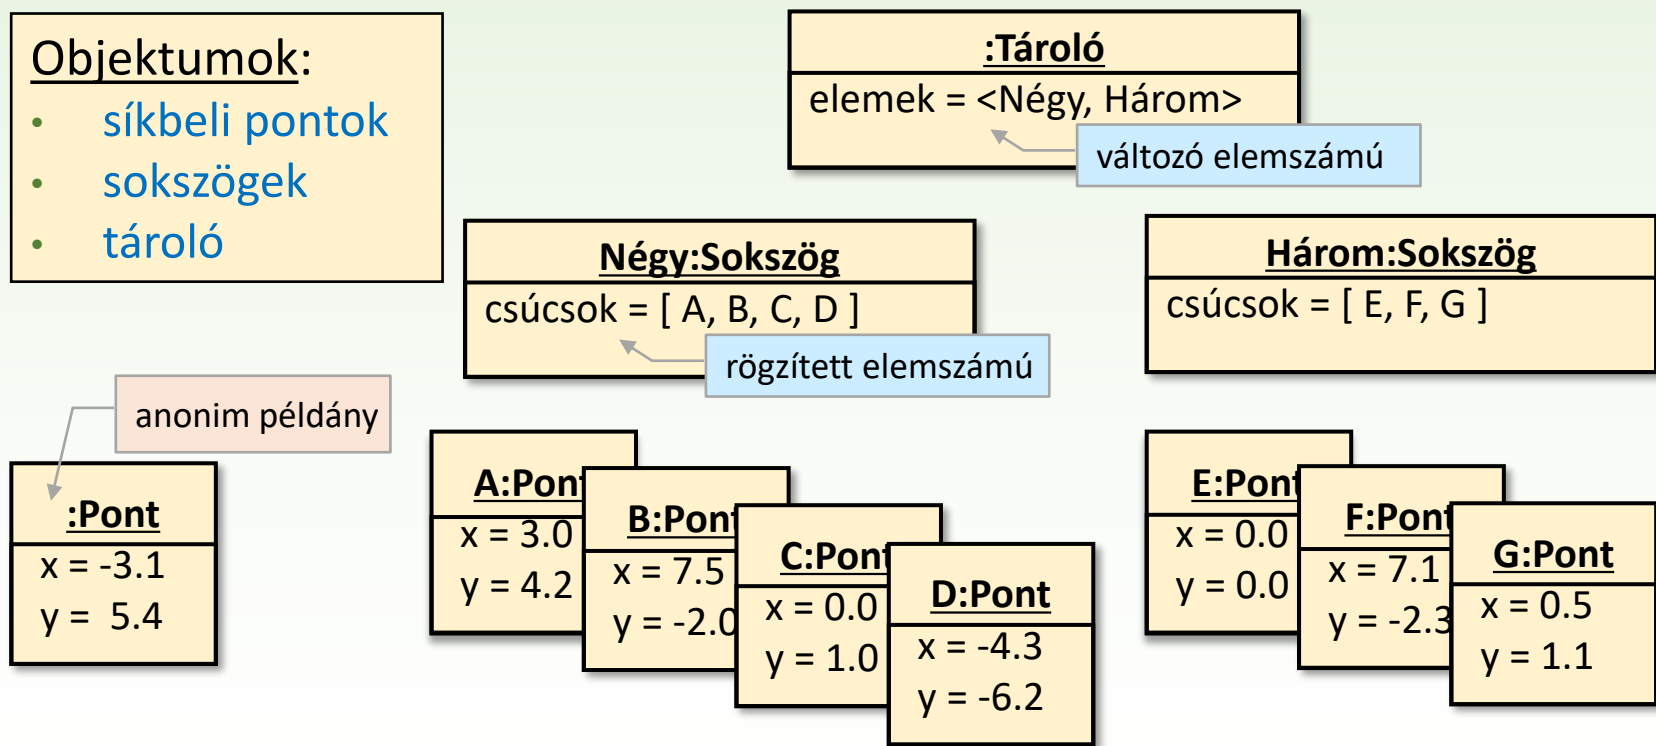 Objektumok:
• síkbeli pontok
• sokszögek
• tároló
:Tároló
elemek = <Négy, Három>
változó elemszámú
Négy:Sokszög
csúcsok = [ A, B, C, D ]
rögzített elemszámú
Három:Sokszög
csúcsok = [ E, F, G ]
anonim példány
:Pont
x = -3.1
y =  5.4
A:Pont
x = 3.0
y = 4.2
B:Pont
x = 7.5
y = -2.0
C:Pont
x = 0.0
y = 1.0
D:Pont
x = -4.3
y = -6.2
E:Pont
x = 0.0
y = 0.0
F:Pont
x = 7.1
y = -2.3
G:Pont
x = 0.5
y = 1.1